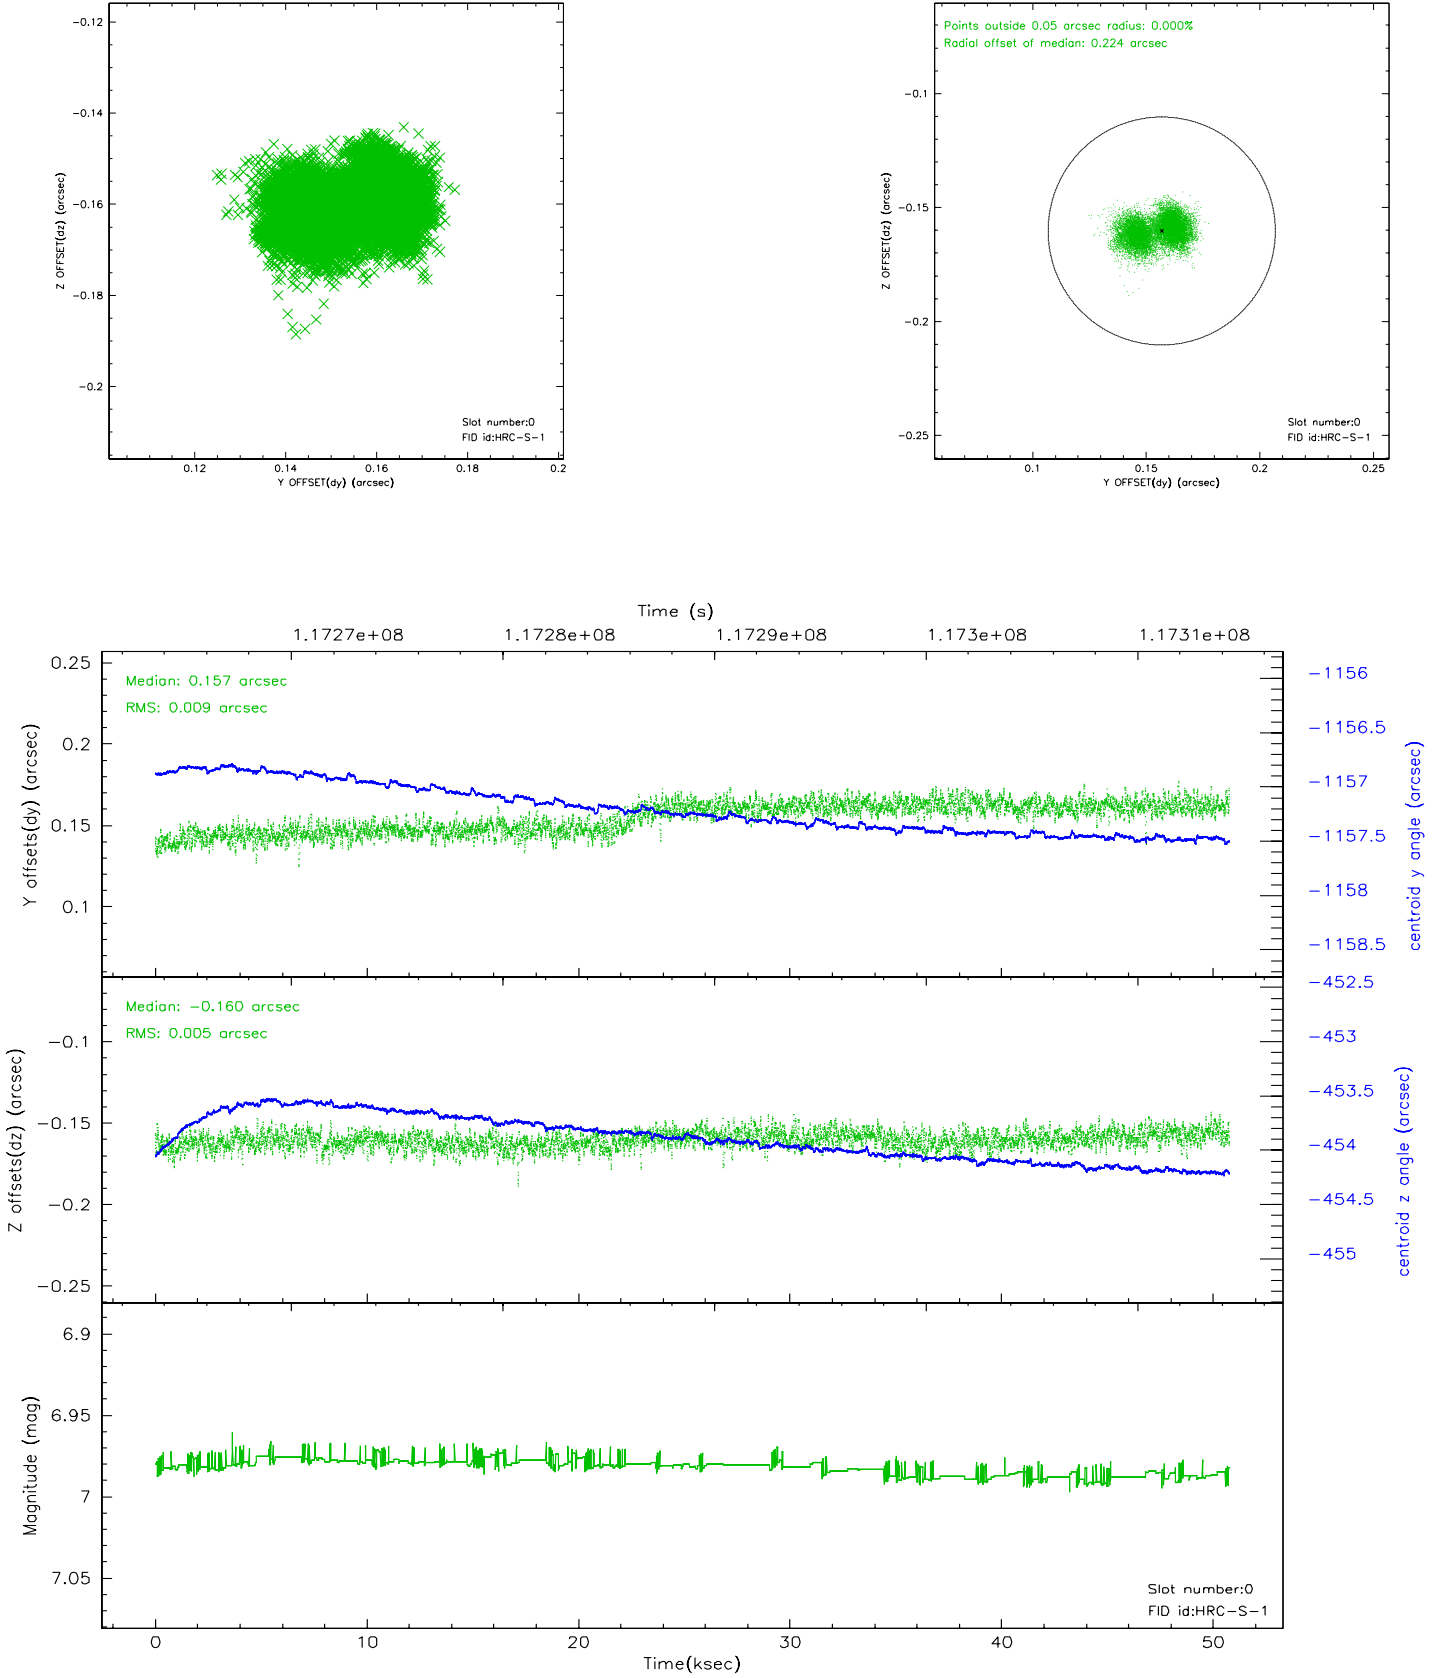 -0.12
-0.14
-0.16
-0.18
-0.2
Z OFFSET(dz) (arcsec)
Slot number:0
FID id:HRC-S-1
0.12 0.14 0.16 0.18 0.2
Y OFFSET(dy) (arcsec)
Points outside 0.05 arcsec radius: 0.000%
Radial offset of median: 0.224 arcsec
-0.1
-0.15
-0.2
-0.25
Z OFFSET(dz) (arcsec)
Slot number:0
FID id:HRC-S-1
0.1 0.15 0.2 0.25
Y OFFSET(dy) (arcsec)
Time (s)
1.1727e+08 1.1728e+08 1.1729e+08 1.173e+08 1.1731e+08
Median: 0.157 arcsec
RMS: 0.009 arcsec
0.25
0.2
0.15
0.1
Y offsets(dy) (arcsec)
-1156
-1156.5
-1157
-1157.5
-1158
-1158.5
centroid y angle (arcsec)
Median: -0.160 arcsec
RMS: 0.005 arcsec
-0.1
-0.15
-0.2
-0.25
Z offsets(dz) (arcsec)
-452.5
-453
-453.5
-454
-454.5
-455
centroid z angle (arcsec)
6.9
6.95
7
7.05
Magnitude (mag)
Slot number:0
FID id:HRC-S-1
0 10 20 30 40 50
Time(ksec)